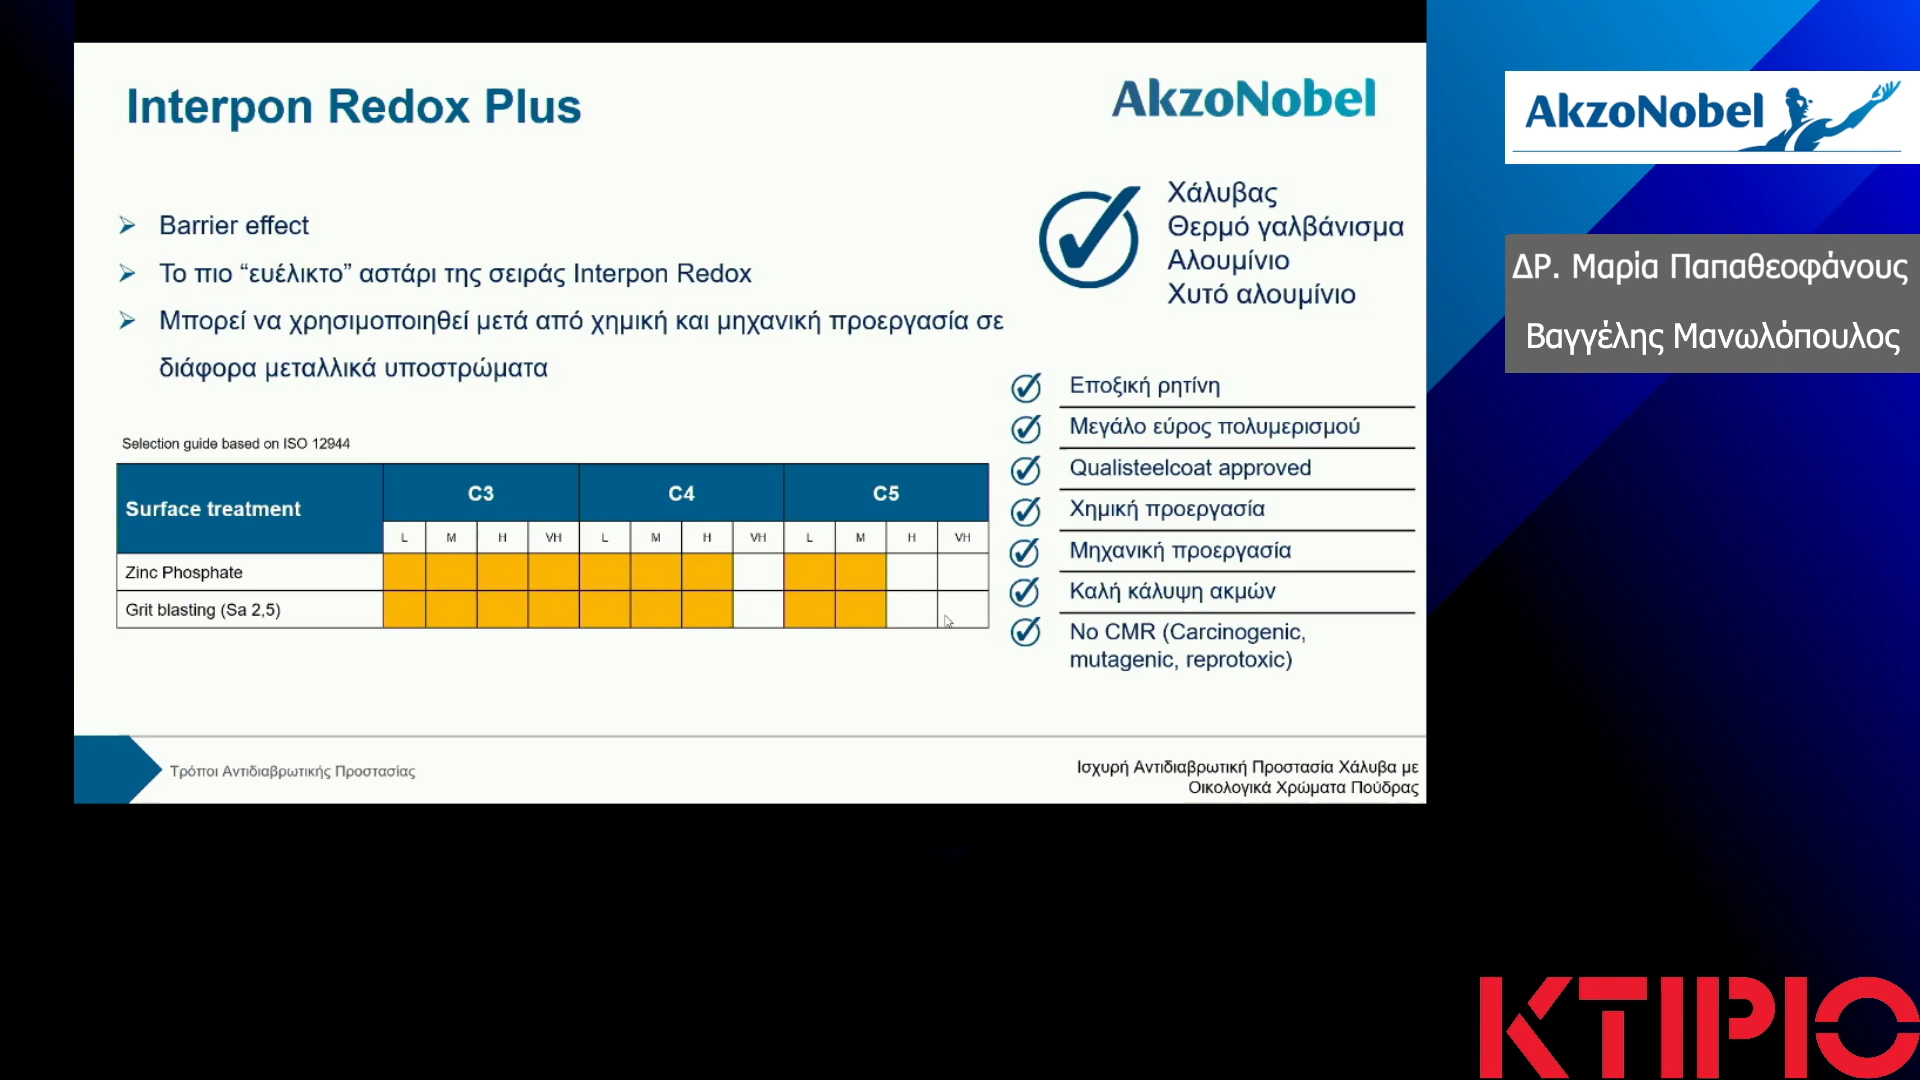 Interpon Redox Plus
AkzoNobel
Barrier effect
Το πιο “ευέλικτο” αστάρι της σειράς Interpon Redox
Μπορεί να χρησιμοποιηθεί μετά από χημική και μηχανική προεργασία σε
διάφορα μεταλλικά υποστρώματα
Χάλυβας
Θερμό γαλβάνισμα
Αλουμίνιο
Χυτό αλουμίνιο
Selection guide based on ISO 12944
Surface treatment C3 C4 C5
L M H VH L M H VH L M H VH
Zinc Phosphate
Grit blasting (Sa 2,5)
Εποξική ρητίνη
Μεγάλο εύρος πολυμερισμού
Qualisteelcoat approved
Χημική προεργασία
Μηχανική προεργασία
Καλή κάλυψη ακμών
No CMR (Carcinogenic,
mutagenic, reprotoxic)
Τρόποι Αντιδιαβρωτικής Προστασίας
Ισχυρή Αντιδιαβρωτική Προστασία Χάλυβα με
Οικολογικά Χρώματα Πούδρας
AkzoNobel
ΔΡ. Μαρία Παπαθεοφάνους
Βαγγέλης Μανωλόπουλος
ΚΤΙΡΙΟ